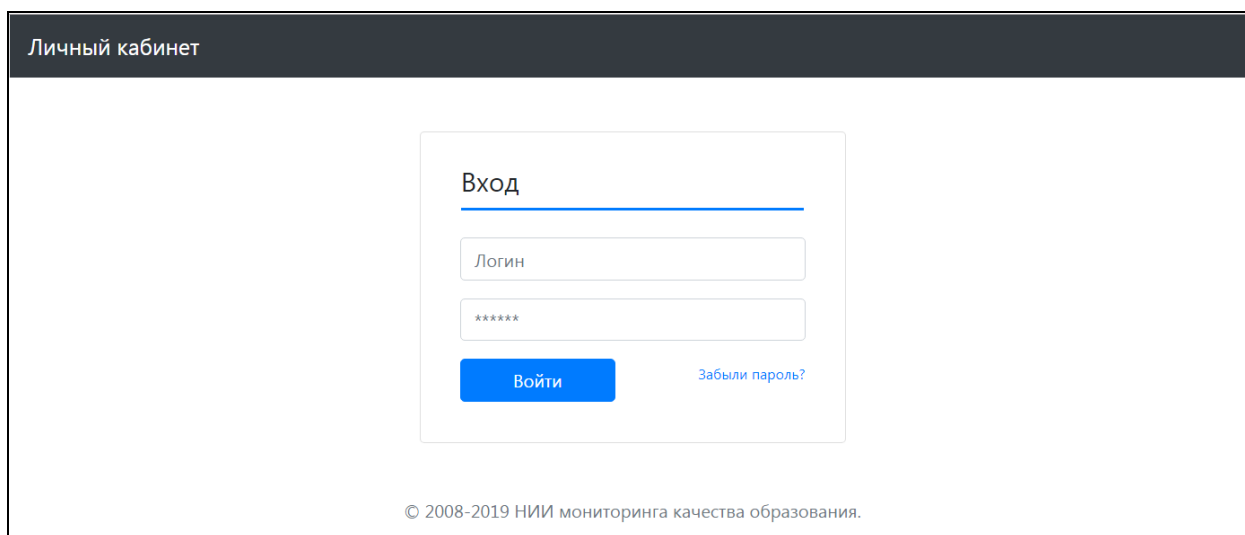 Личный кабинет
Вход
Логин
******
Войти
Забыли пароль?
© 2008-2019 НИИ мониторинга качества образования.